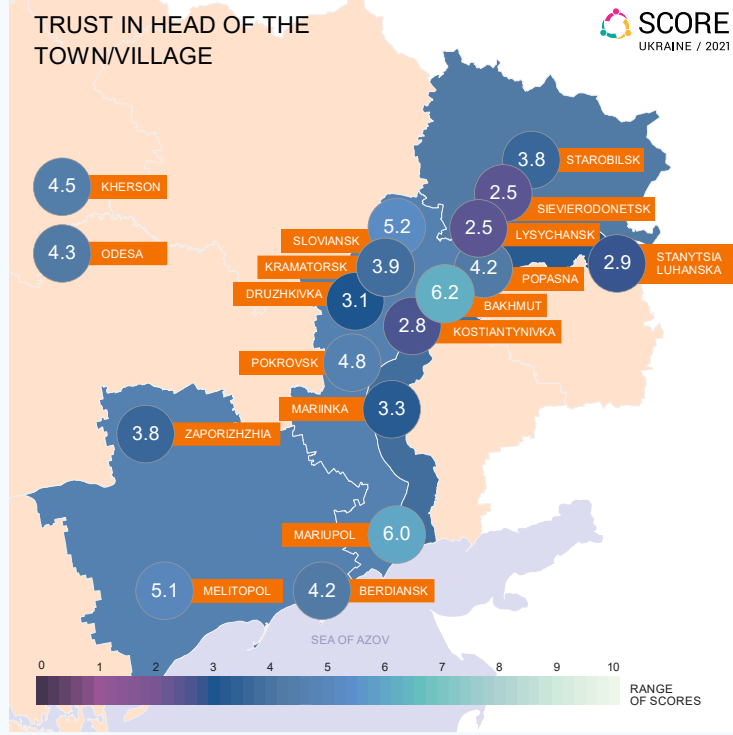 TRUST IN HEAD OF THE
TOWN/VILLAGE
SCORE
UKRAINE / 2021
3.8
STAROBILSK
4.5
KHERSON
2.5
SIEVIERODONETSK
5.2
SLOVIANSK
2.5
LYSYCHANSK
4.3
ODESA
3.9
KRAMATORSK
4.2
POPASNA
2.9
STANYTSIA
LUHANSKA
3.1
DRUZHKIVKA
6.2
BAKHMUT
2.8
KOSTIANTYNIVKA
4.8
POKROVSK
MARIINKA
3.3
3.8
ZAPORIZHZHIA
MARIUPOL
6.0
5.1
MELITOPOL
4.2
BERDIANSK
SEA OF AZOV
0 1 2 3 4 5 6 7 8 9 10
RANGE
OF SCORES